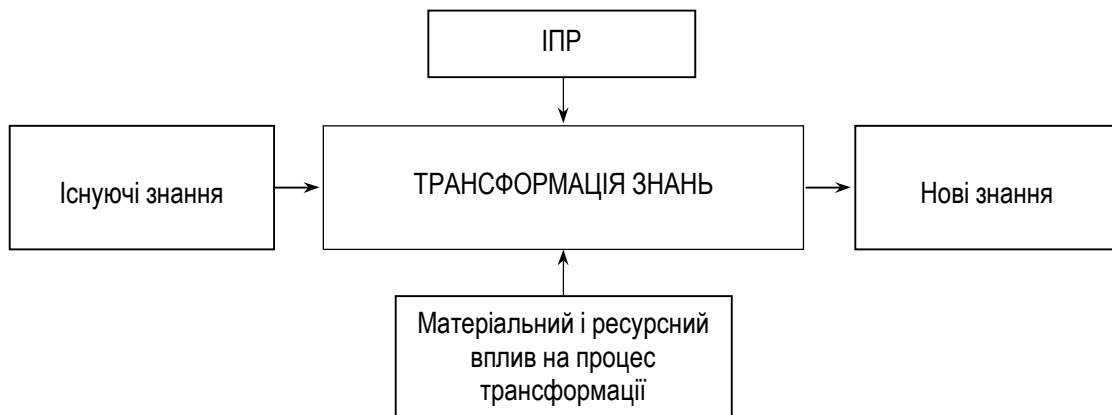 ІПР
Існуючі знання
ТРАНСФОРМАЦІЯ ЗНАНЬ
Нові знання
Матеріальний і ресурсний
вплив на процес
трансформації